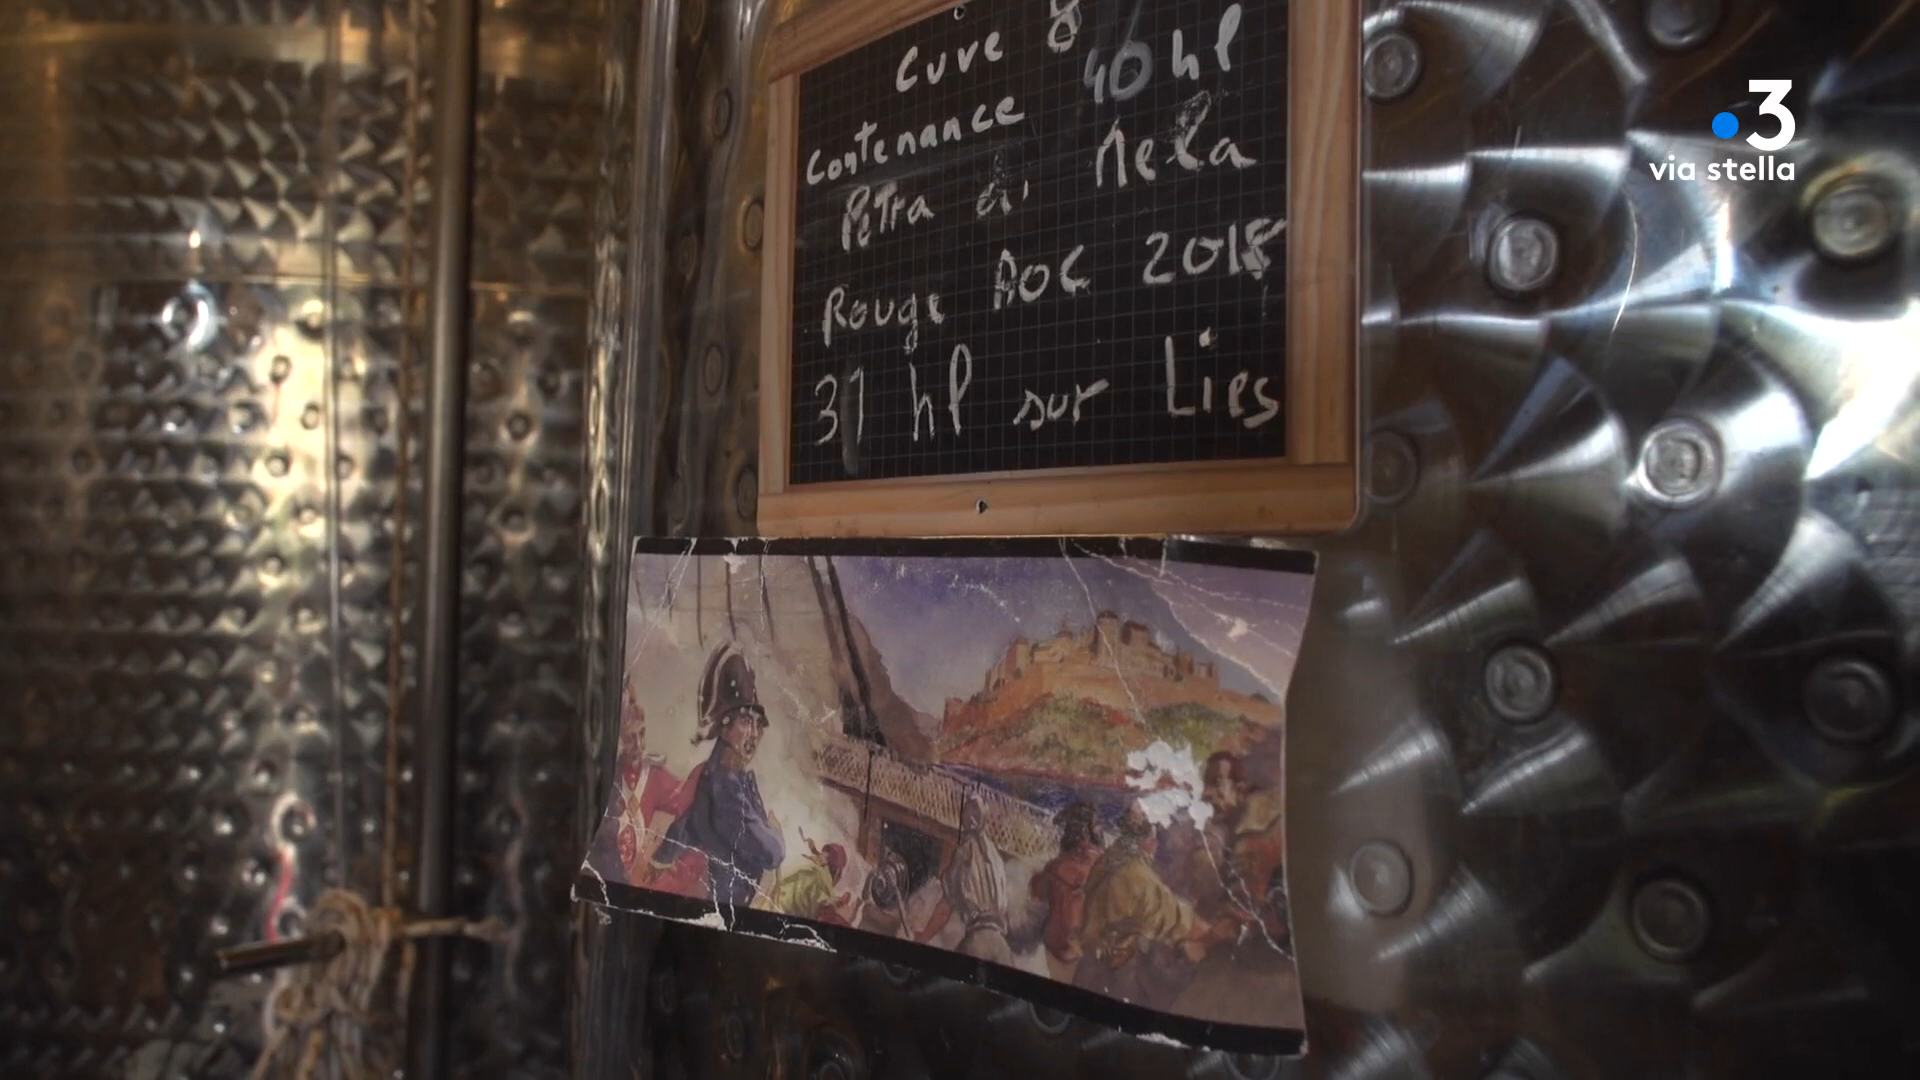 Cuve 8
Contenance 40 hl
Petra di Mela
Rouge AOC 2018
31 hl sur Lies
3
via stella